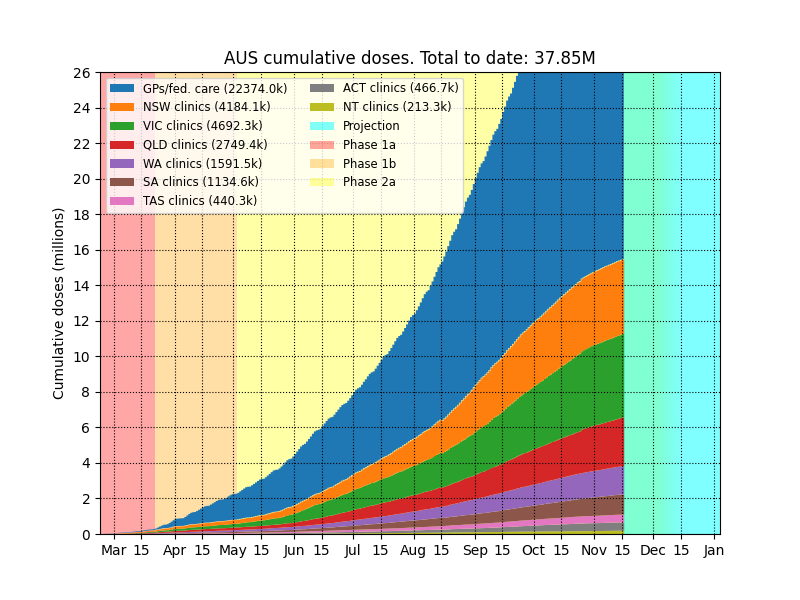 AUS cumulative doses. Total to date: 37.85M
Cumulative doses (millions)
26
24
22
20
18
16
14
12
10
8
6
4
2
0
GPs/fed. care (22374.0k)
NSW clinics (4184.1k)
VIC clinics (4692.3k)
QLD clinics (2749.4k)
WA clinics (1591.5k)
SA clinics (1134.6k)
TAS clinics (440.3k)
ACT clinics (466.7k)
NT clinics (213.3k)
Projection
Phase 1a
Phase 1b
Phase 2a
Mar 15 Apr 15 May 15 Jun 15 Jul 15 Aug 15 Sep 15 Oct 15 Nov 15 Dec 15 Jan